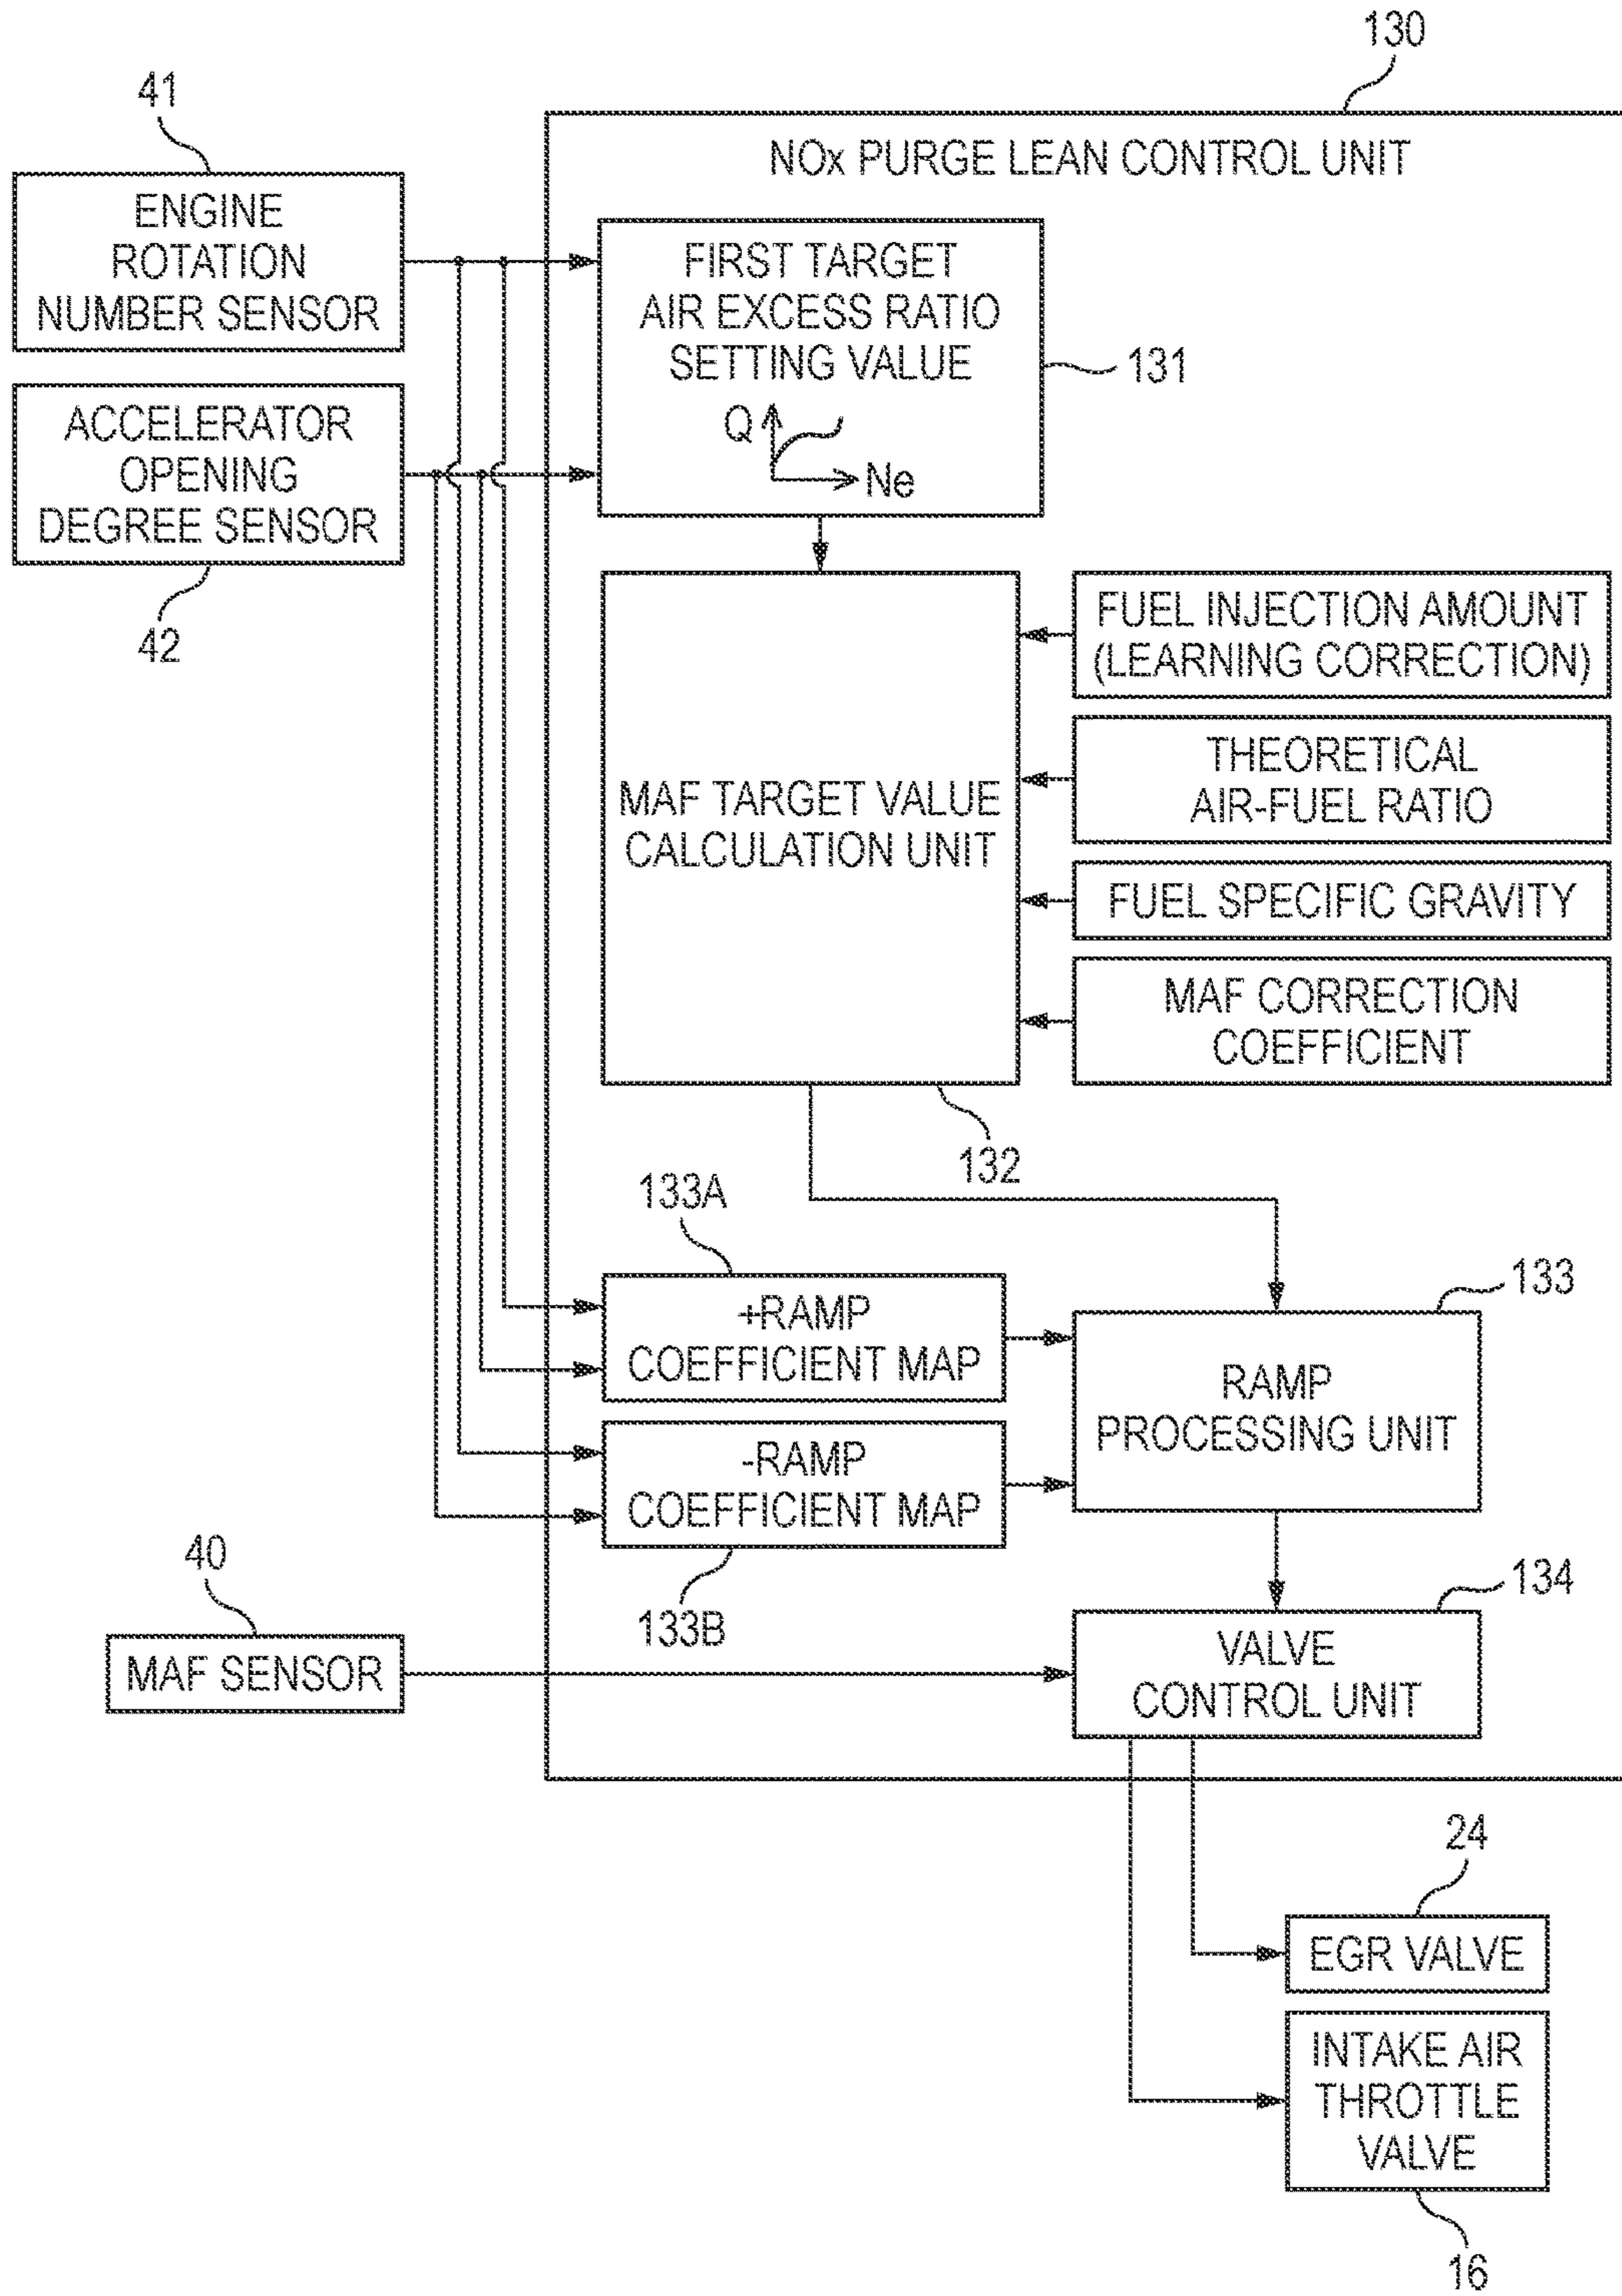 130
41
NOx PURGE LEAN CONTROL UNIT
ENGINE
ROTATION
NUMBER SENSOR
FIRST TARGET
AIR EXCESS RATIO
SETTING VALUE
131
Q
Ne
ACCELERATOR
OPENING
DEGREE SENSOR
42
FUEL INJECTION AMOUNT
(LEARNING CORRECTION)
THEORETICAL
AIR-FUEL RATIO
MAF TARGET VALUE
CALCULATION UNIT
FUEL SPECIFIC GRAVITY
MAF CORRECTION
COEFFICIENT
132
133A
133
+RAMP
COEFFICIENT MAP
RAMP
PROCESSING UNIT
-RAMP
COEFFICIENT MAP
133B
134
40
MAF SENSOR
VALVE
CONTROL UNIT
24
EGR VALVE
INTAKE AIR
THROTTLE
VALVE
16